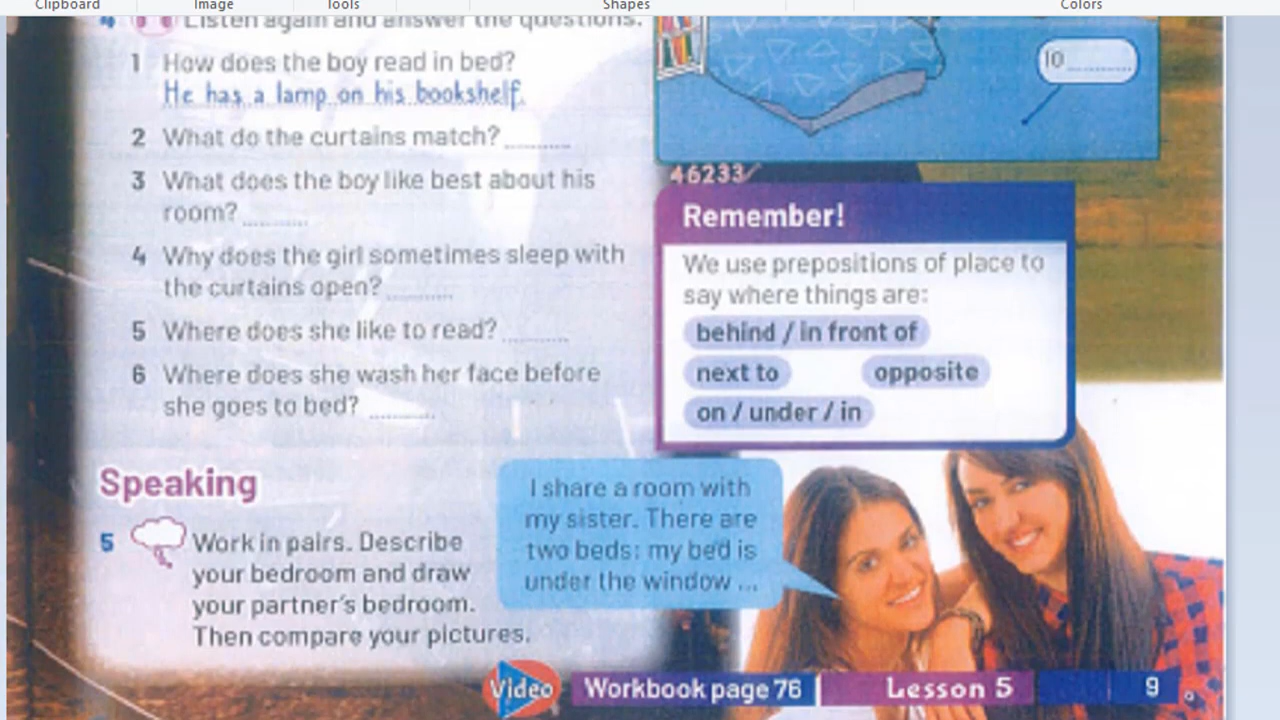 Clipboard Image Tools Shapes Colors
4 Listen again and answer the questions.
1 How does the boy read in bed?
He has a lamp on his bookshelf.
2 What do the curtains match? ..........
3 What does the boy like best about his
room? ..........
4 Why does the girl sometimes sleep with
the curtains open? ..........
5 Where does she like to read? ..........
6 Where does she wash her face before
she goes to bed? ..........
10 ..........
46233
Remember!
We use prepositions of place to
say where things are:
behind / in front of
next to opposite
on / under / in
Speaking
5 Work in pairs. Describe
your bedroom and draw
your partner's bedroom.
Then compare your pictures.
I share a room with
my sister. There are
two beds: my bed is
under the window ...
Video Workbook page 76 Lesson 5 9